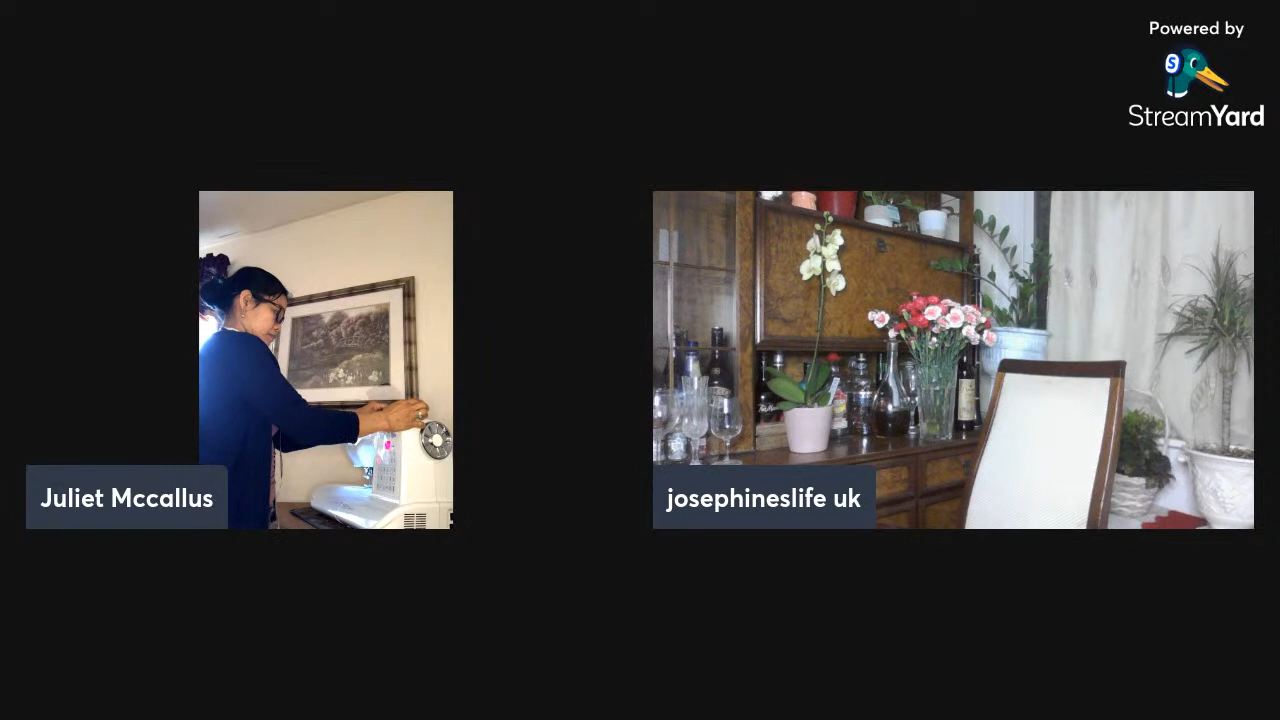 Powered by
S
StreamYard
Juliet Mccallus
josephineslife uk